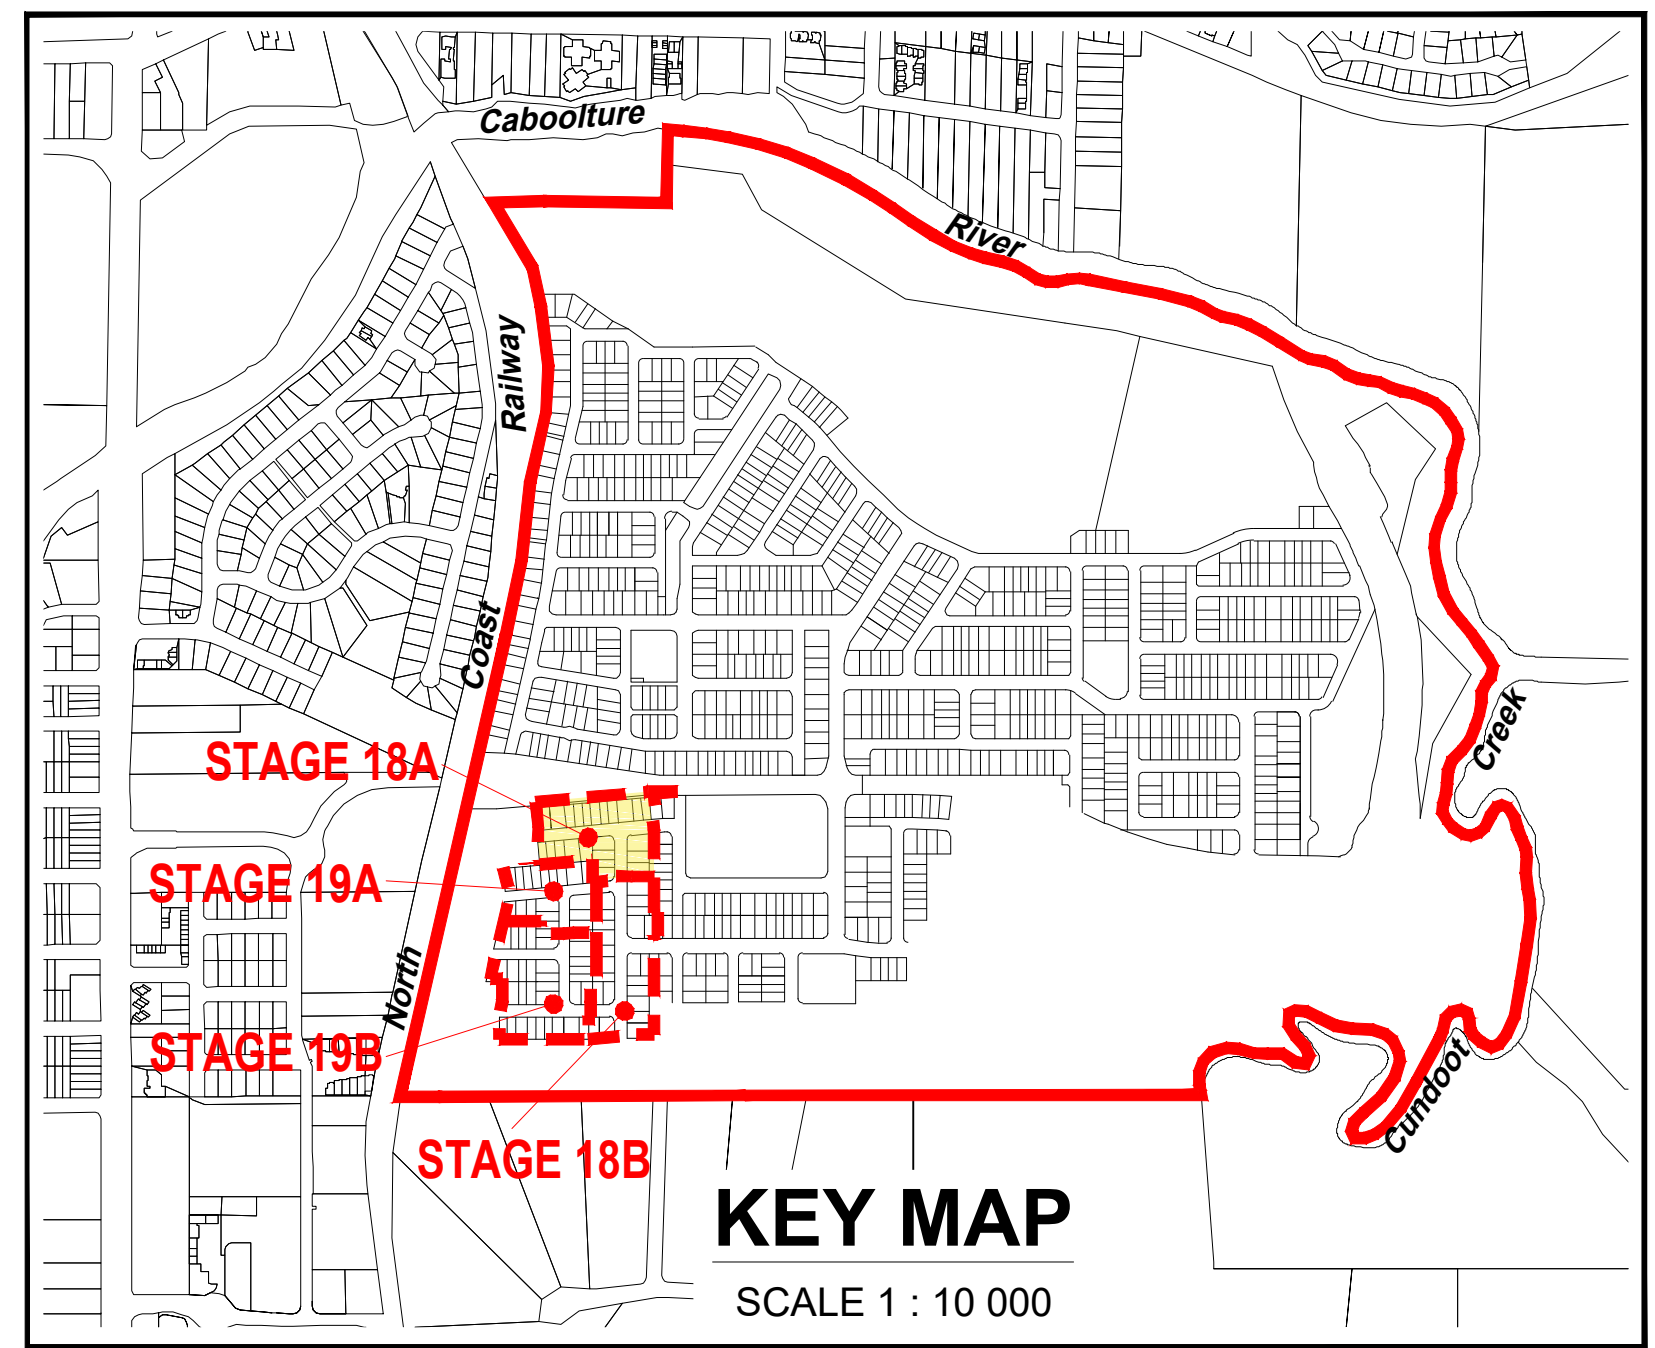 Caboolture
River
Railway
Coast
North
Creek
Cundoot
STAGE 18A
STAGE 19A
STAGE 19B
STAGE 18B
KEY MAP
SCALE 1 : 10 000